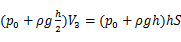 (p₀ + ρg h/2)V₃ = (p₀ + ρgh)hS